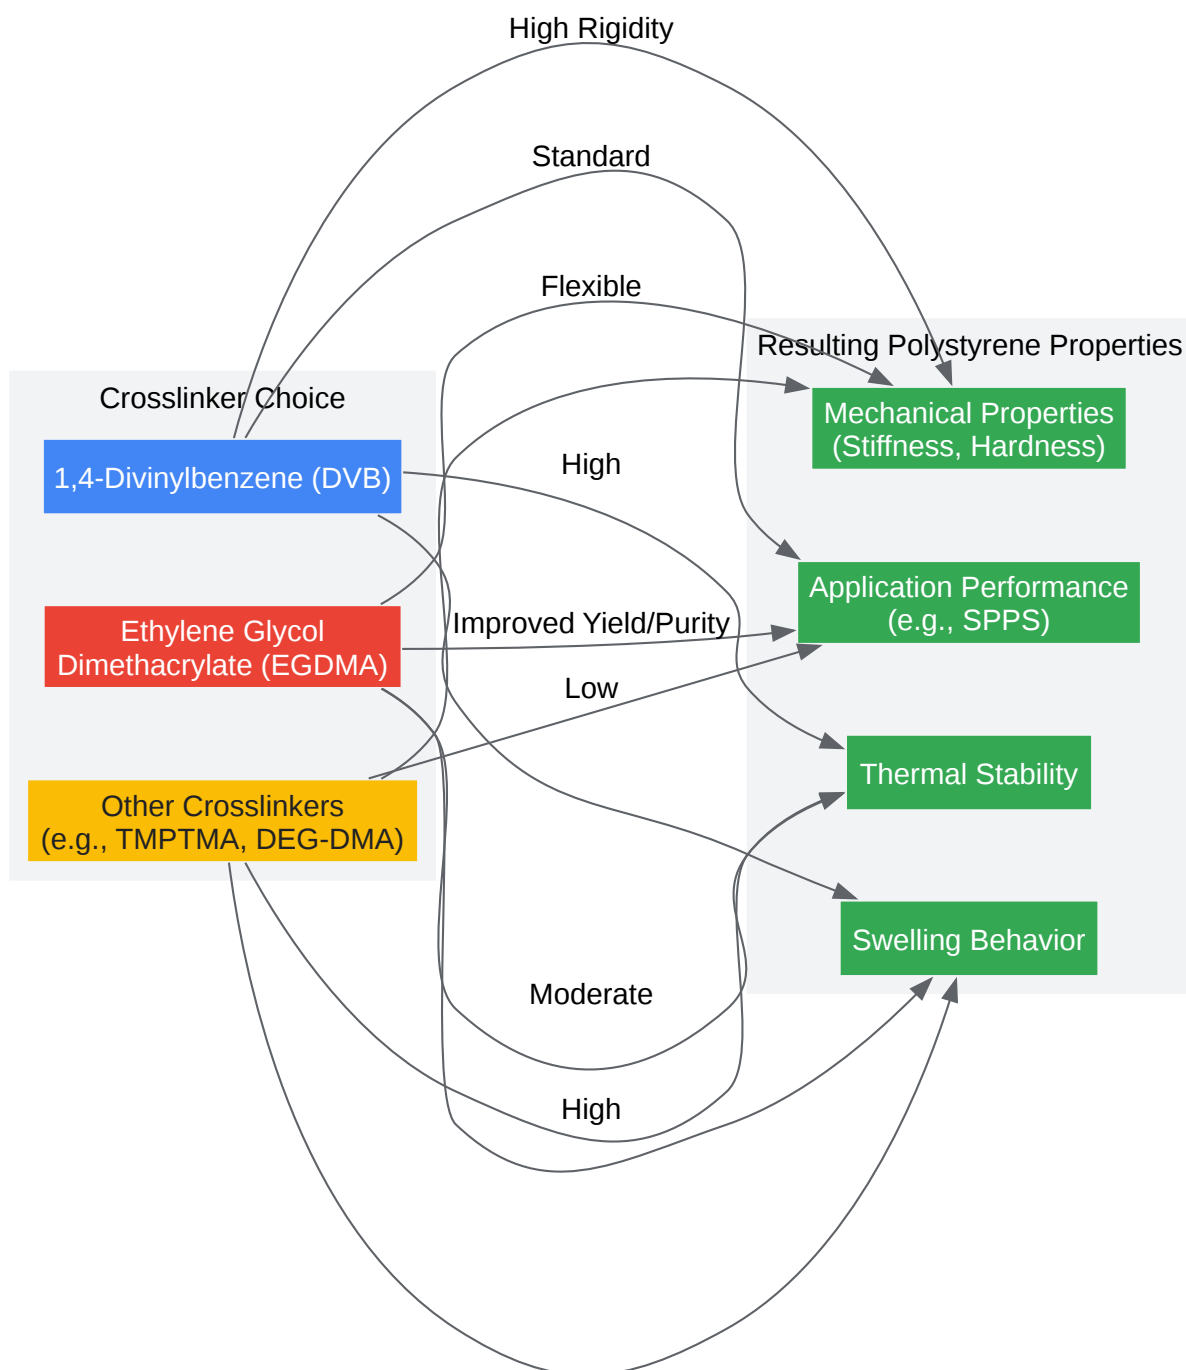 High Rigidity
Standard
Flexible
Resulting Polystyrene Properties
Crosslinker Choice
Mechanical Properties
(Stiffness, Hardness)
High
1,4-Divinylbenzene (DVB)
Application Performance
(e.g., SPPS)
Improved Yield/Purity
Ethylene Glycol
Dimethacrylate (EGDMA)
Low
Thermal Stability
Other Crosslinkers
(e.g., TMPTMA, DEG-DMA)
Swelling Behavior
Moderate
High